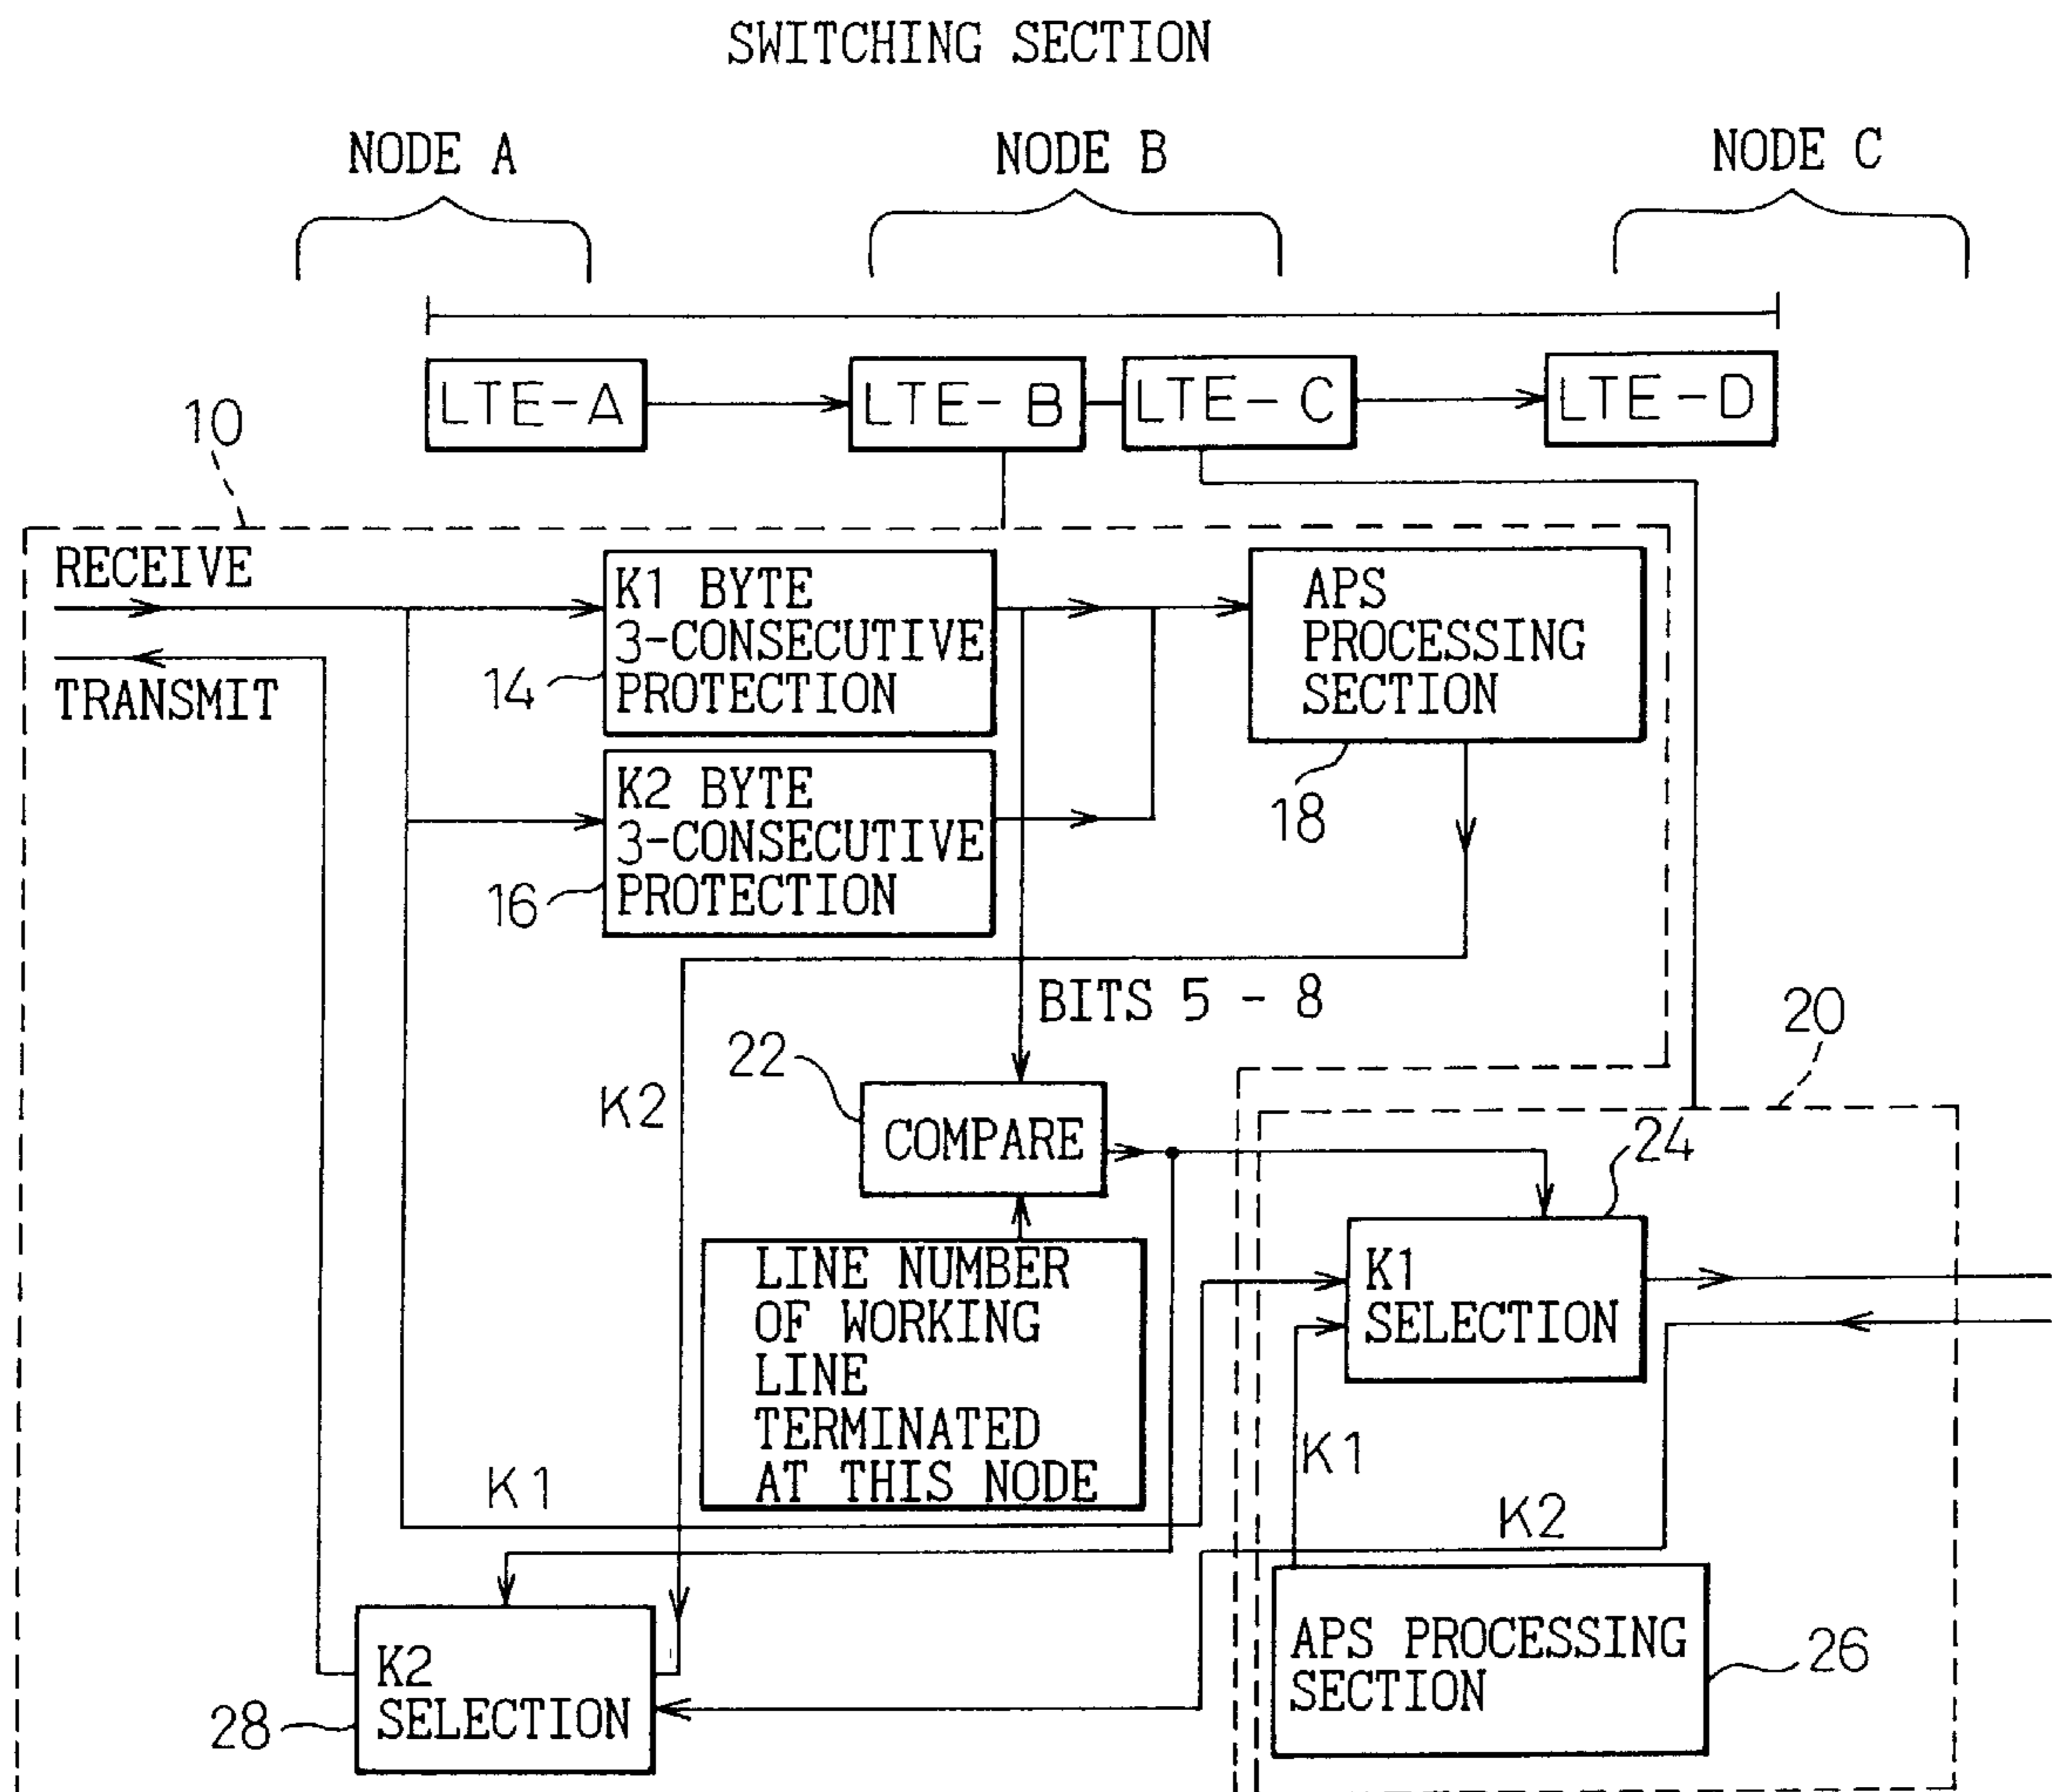 SWITCHING SECTION
NODE A
NODE B
NODE C
LTE-A
LTE-B
LTE-C
LTE-D
10
RECEIVE
TRANSMIT
K1 BYTE
3-CONSECUTIVE
PROTECTION
14
APS
PROCESSING
SECTION
18
K2 BYTE
3-CONSECUTIVE
PROTECTION
16
BITS 5 - 8
20
22
K2
COMPARE
24
LINE NUMBER
OF WORKING
LINE
TERMINATED
AT THIS NODE
K1
SELECTION
K1
K1
K2
K2
SELECTION
28
APS PROCESSING
SECTION
26